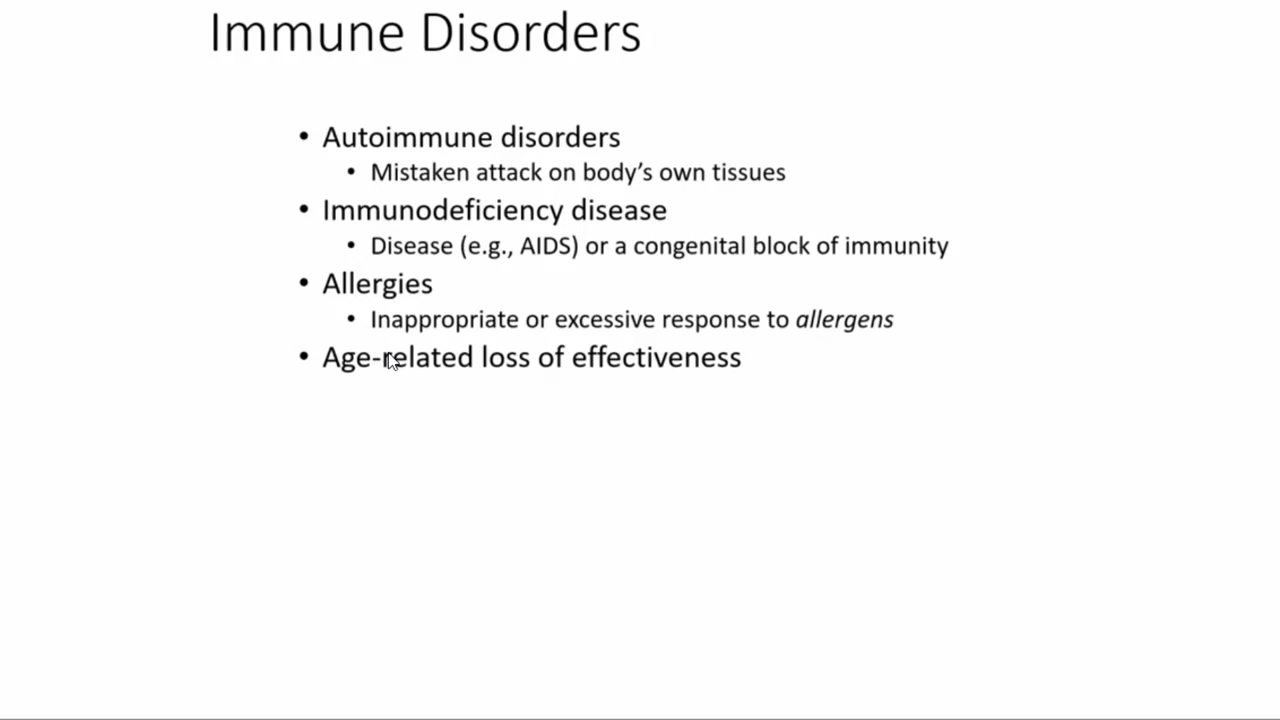 Immune Disorders
• Autoimmune disorders
• Mistaken attack on body’s own tissues
• Immunodeficiency disease
• Disease (e.g., AIDS) or a congenital block of immunity
• Allergies
• Inappropriate or excessive response to allergens
• Age-related loss of effectiveness